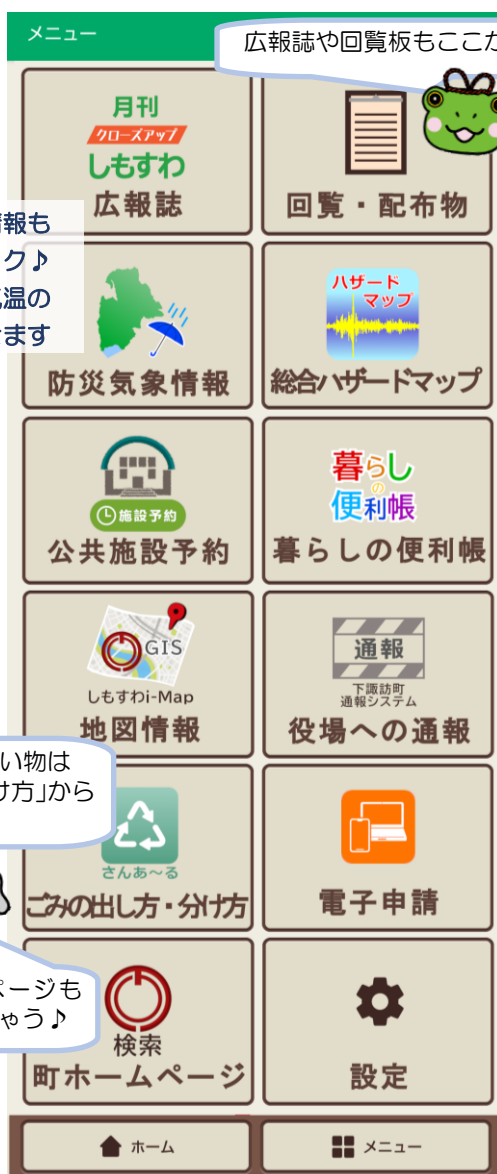 メニュー
広報誌や回覧板もここか
月刊
クローズアップ
しもすわ
広報誌
回覧・配布物
情報も
ク♪
気温の
ます
防災気象情報
ハザード
マップ
総合ハザードマップ
施設予約
公共施設予約
暮らし
の
便利帳
暮らしの便利帳
GIS
しもすわi-Map
地図情報
通報
下諏訪町
通報システム
役場への通報
い物は
け方」から
さんあ~る
ごみの出し方・分け方
電子申請
ページも
ゃう♪
検索
町ホームページ
設定
ホーム
メニュー